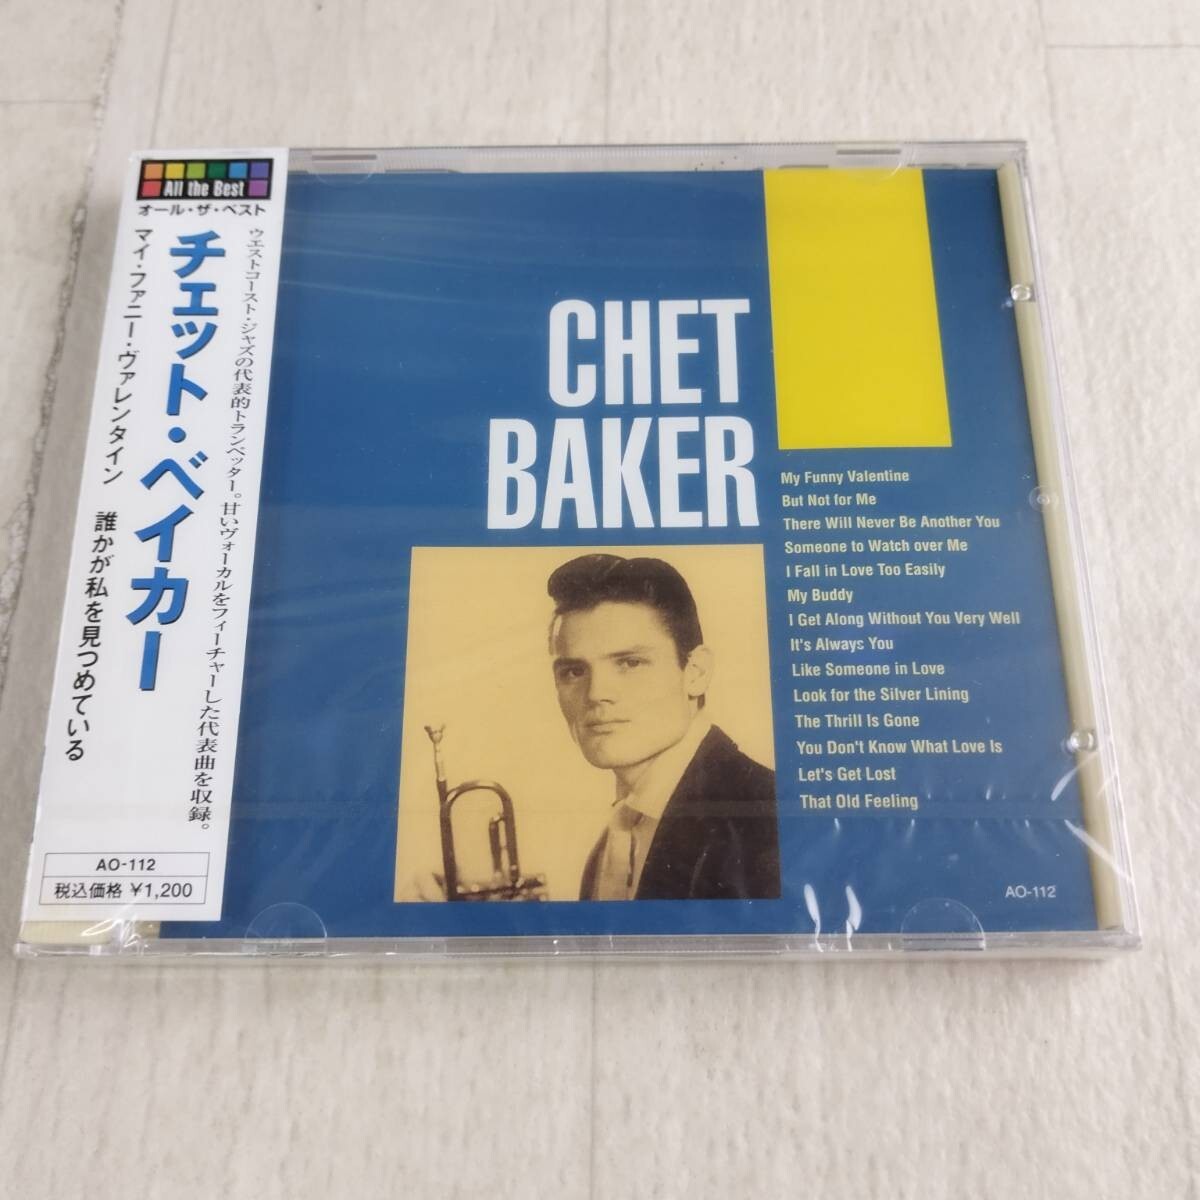 All the Best
オール・ザ・ベスト
ウエストコースト・ジャズの代表的トランペッター。甘いヴォーカルをフィーチャーした代表曲を収録。
チェット・ベイカー
マイ・ファニー・ヴァレンタイン 誰かが私を見つめている
AO-112
税込価格 ¥1,200
CHET
BAKER
My Funny Valentine
But Not for Me
There Will Never Be Another You
Someone to Watch over Me
I Fall in Love Too Easily
My Buddy
I Get Along Without You Very Well
It's Always You
Like Someone in Love
Look for the Silver Lining
The Thrill Is Gone
You Don't Know What Love Is
Let's Get Lost
That Old Feeling
AO-112